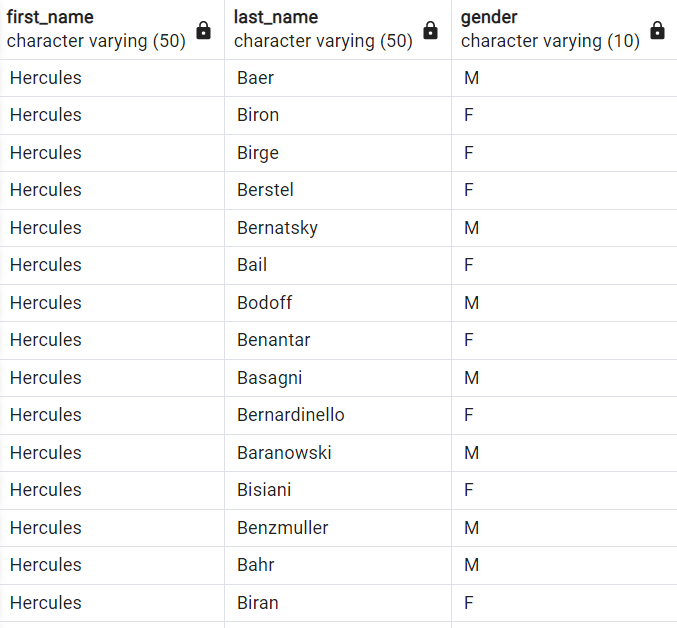 first_name last_name gender
character varying (50) character varying (50) character varying (10)
Hercules Baer M
Hercules Biron F
Hercules Birge F
Hercules Berstel F
Hercules Bernatsky M
Hercules Bail F
Hercules Bodoff M
Hercules Benantar F
Hercules Basagni M
Hercules Bernardinello F
Hercules Baranowski M
Hercules Bisiani F
Hercules Benzmuller M
Hercules Bahr M
Hercules Biran F